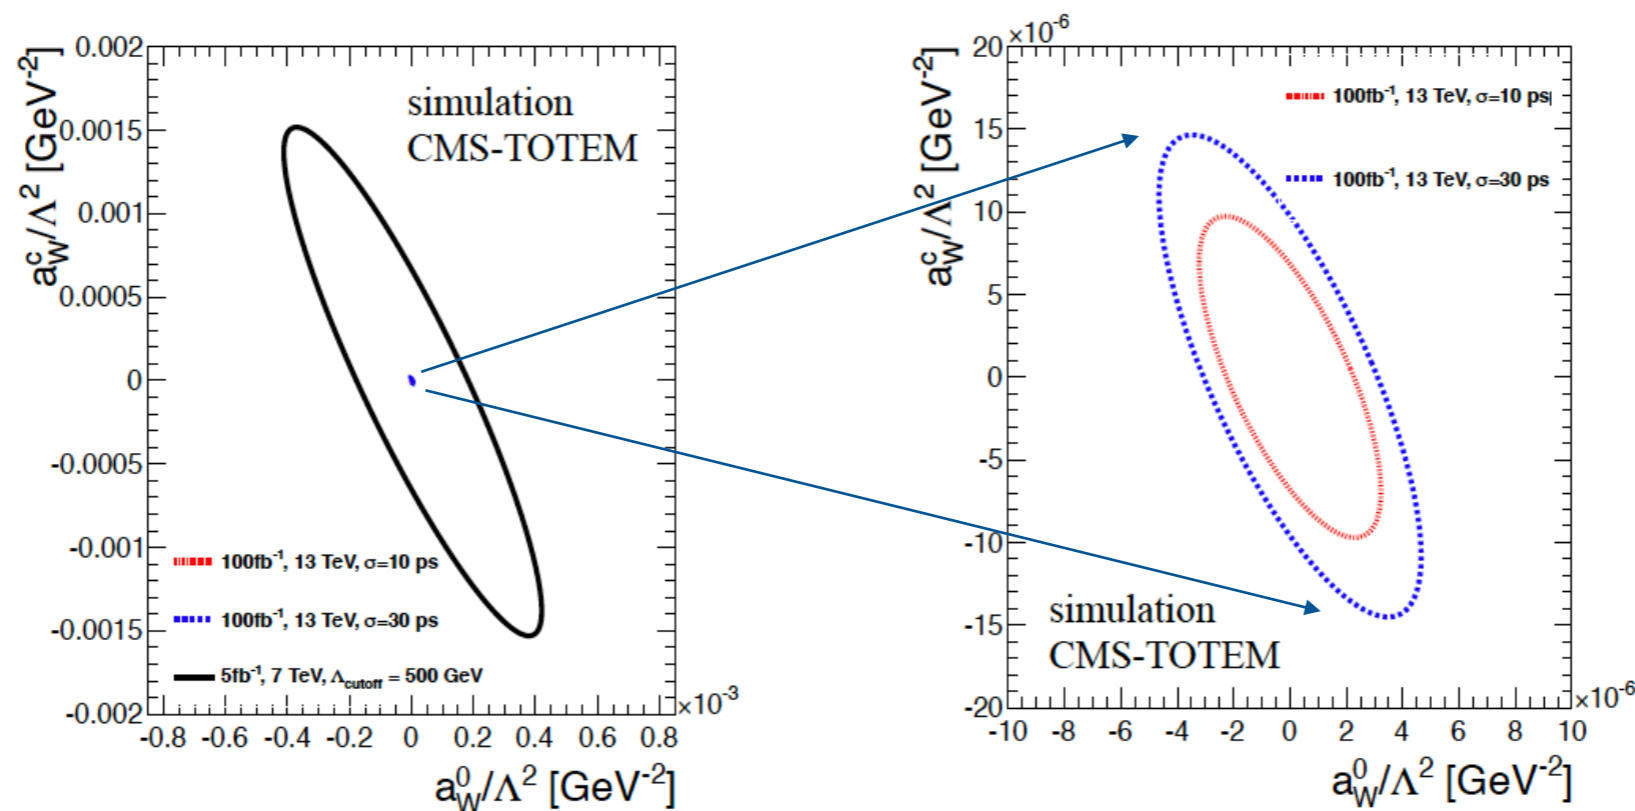 0.002
0.0015
0.001
0.0005
0
-0.0005
-0.001
-0.0015
-0.002
a_W^c/Λ² [GeV⁻²]
simulation
CMS-TOTEM
100fb⁻¹, 13 TeV, σ=10 ps
100fb⁻¹, 13 TeV, σ=30 ps
5fb⁻¹, 7 TeV, Λ_cutoff = 500 GeV
×10⁻³
-0.8 -0.6 -0.4 -0.2 0 0.2 0.4 0.6 0.8
a_W^0/Λ² [GeV⁻²]
×10⁻⁶
20
15
10
5
0
-5
-10
-15
-20
a_W^c/Λ² [GeV⁻²]
100fb⁻¹, 13 TeV, σ=10 ps
100fb⁻¹, 13 TeV, σ=30 ps
simulation
CMS-TOTEM
×10⁻⁶
-10 -8 -6 -4 -2 0 2 4 6 8 10
a_W^0/Λ² [GeV⁻²]